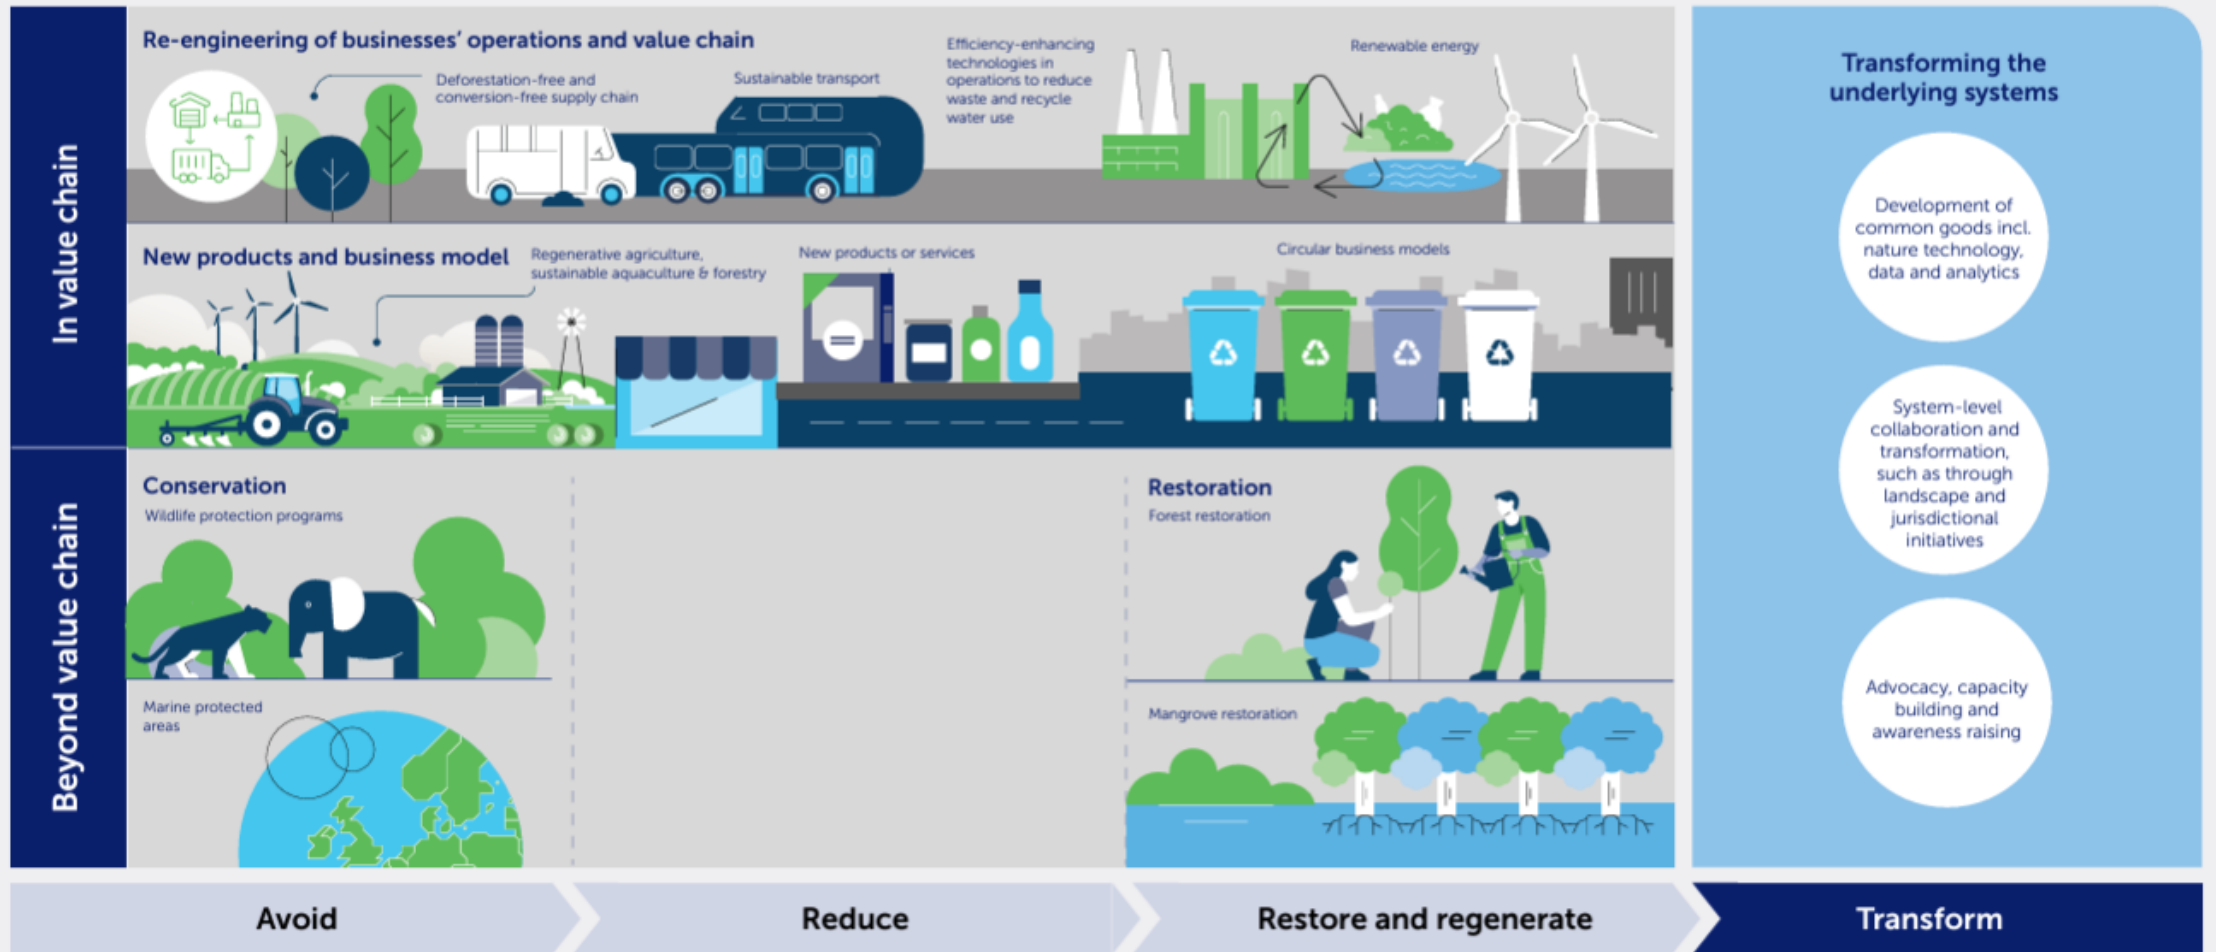 In value chain
Re-engineering of businesses' operations and value chain
Deforestation-free and
conversion-free supply chain
Sustainable transport
Efficiency-enhancing
technologies in
operations to reduce
waste and recycle
water use
Renewable energy
New products and business model
Regenerative agriculture,
sustainable aquaculture & forestry
New products or services
Circular business models
Beyond value chain
Conservation
Wildlife protection programs
Marine protected
areas
Restoration
Forest restoration
Mangrove restoration
Transforming the
underlying systems
Development of
common goods incl.
nature technology,
data and analytics
System-level
collaboration and
transformation,
such as through
landscape and
jurisdictional
initiatives
Advocacy, capacity
building and
awareness raising
Avoid
Reduce
Restore and regenerate
Transform